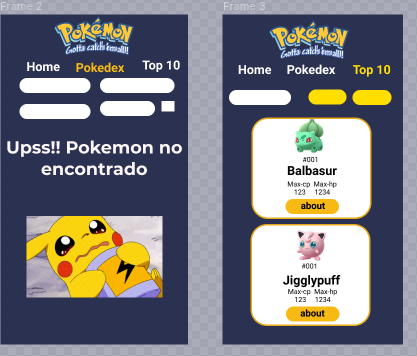 Frame 2
POKÉMON
Gotta catch 'em all!
Home Pokedex Top 10
Upss!! Pokemon no
encontrado
Frame 3
POKÉMON
Gotta catch 'em all!
Home Pokedex Top 10
#001
Balbasur
Max-cp Max-hp
123 1234
about
#001
Jigglypuff
Max-cp Max-hp
123 1234
about